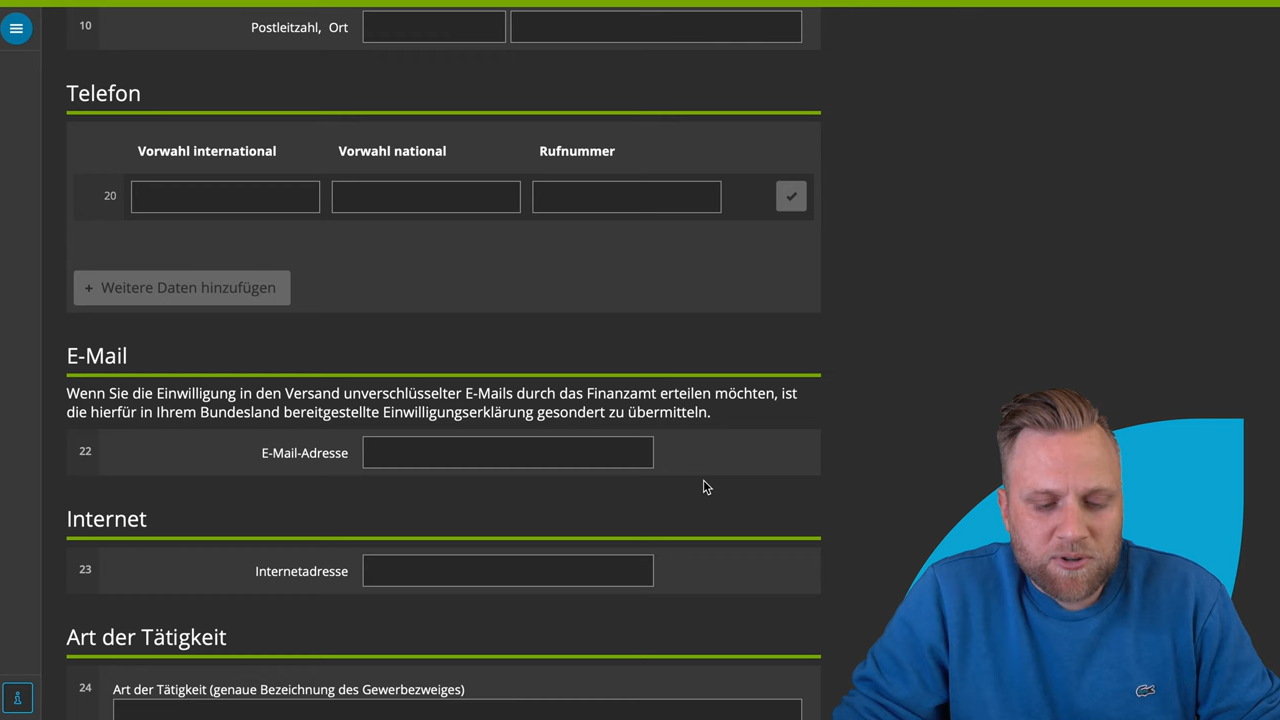 10 Postleitzahl, Ort
Telefon
Vorwahl international Vorwahl national Rufnummer
20
+ Weitere Daten hinzufügen
E-Mail
Wenn Sie die Einwilligung in den Versand unverschlüsselter E-Mails durch das Finanzamt erteilen möchten, ist
die hierfür in Ihrem Bundesland bereitgestellte Einwilligungserklärung gesondert zu übermitteln.
22 E-Mail-Adresse
Internet
23 Internetadresse
Art der Tätigkeit
24 Art der Tätigkeit (genaue Bezeichnung des Gewerbezweiges)